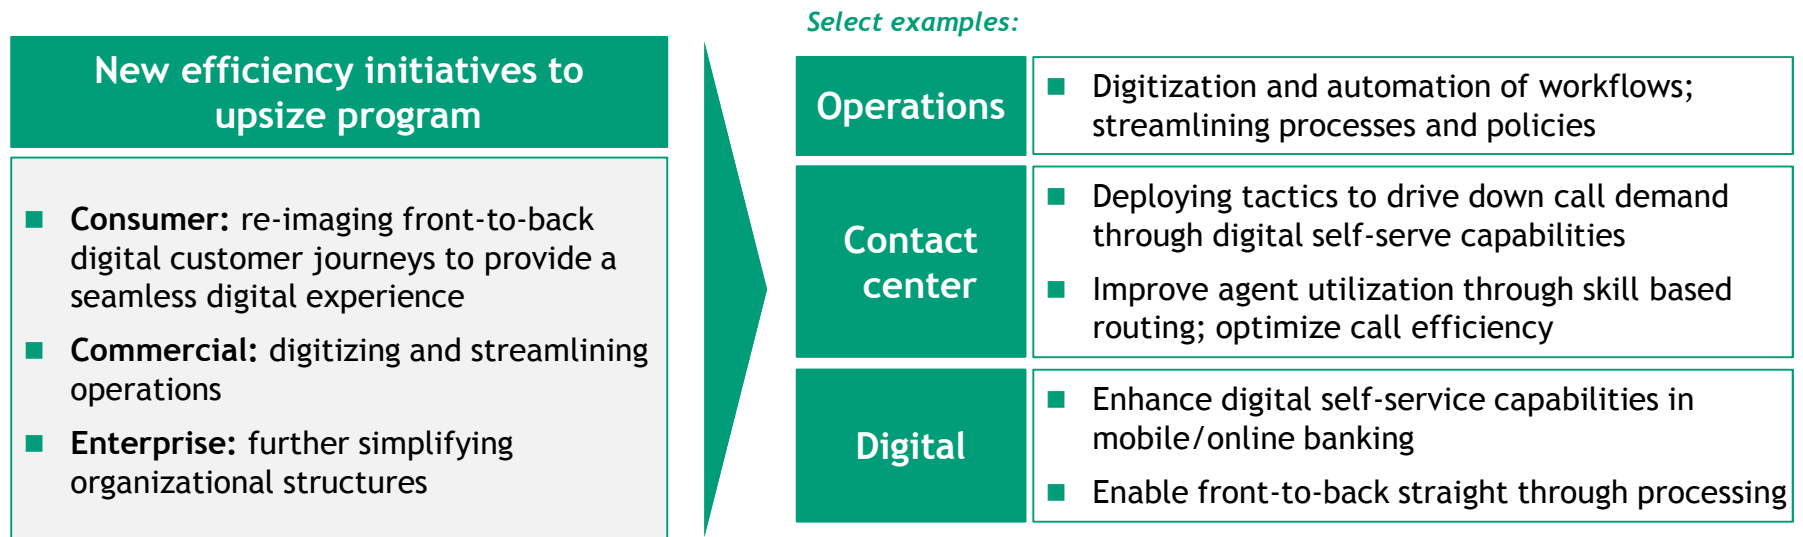 Select examples:
New efficiency initiatives to
upsize program
Consumer: re-imaging front-to-back
digital customer journeys to provide a
seamless digital experience
Commercial: digitizing and streamlining
operations
Enterprise: further simplifying
organizational structures
Operations
Digitization and automation of workflows;
streamlining processes and policies
Contact
center
Deploying tactics to drive down call demand
through digital self-serve capabilities
Improve agent utilization through skill based
routing; optimize call efficiency
Digital
Enhance digital self-service capabilities in
mobile/online banking
Enable front-to-back straight through processing